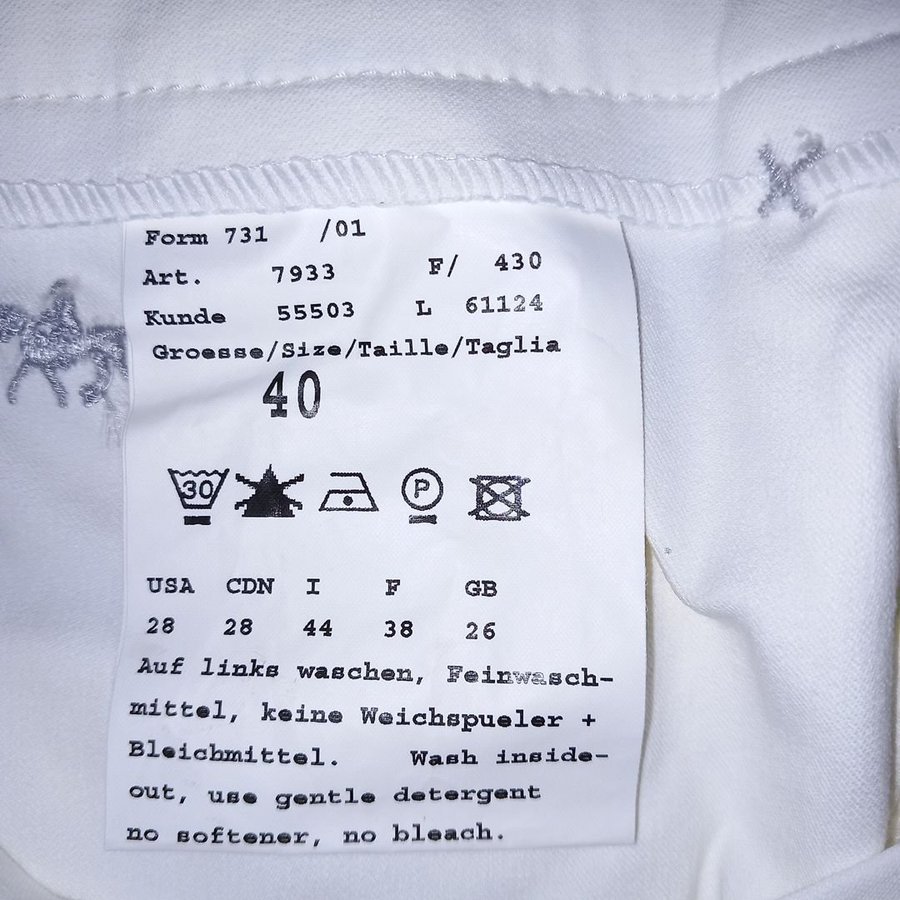 Form 731 /01
Art. 7933 F/ 430
Kunde 55503 L 61124
Groesse/Size/Taille/Taglia
40
30 P
USA CDN I F GB
28 28 44 38 26
Auf links waschen, Feinwasch-
mittel, keine Weichspueler +
Bleichmittel. Wash inside-
out, use gentle detergent
no softener, no bleach.